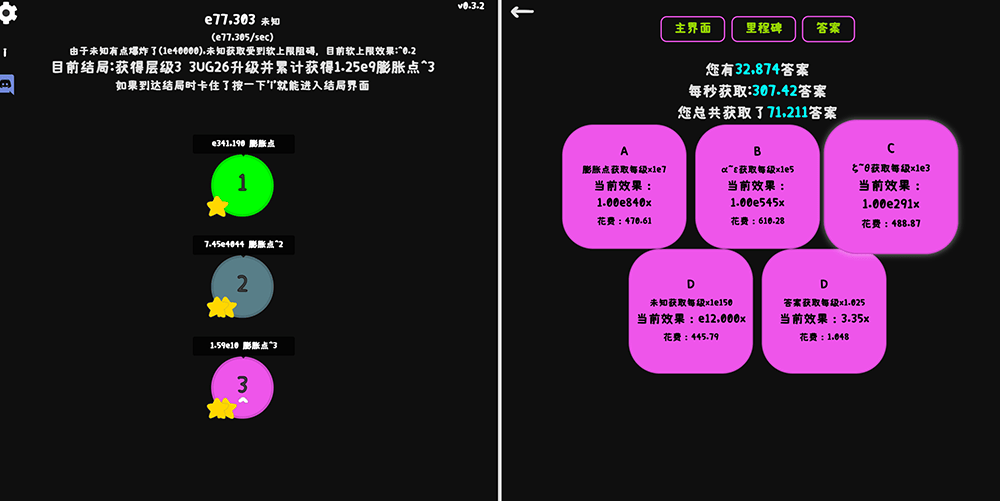 v0.3.2
e77,303 未知
(e77,305/sec)
由于未知有点爆炸了(1e40000),未知获取受到软上限阻碍, 目前软上限效果:^0.2
目前结局:获得层级3 3UG26升级并累计获得1.25e9膨胀点^3
如果到达结局时卡住了按一下'i'就能进入结局界面
i
e341,190 膨胀点
1
7.45e4044 膨胀点^2
2
1.59e10 膨胀点^3
3
←
主界面
里程碑
答案
您有32,874答案
每秒获取:307.42答案
您总共获取了71,211答案
A
膨胀点获取每级x1e7
当前效果：
1.00e840x
花费：470.61
B
α~ε获取每级x1e5
当前效果：
1.00e545x
花费：610.28
C
ζ~θ获取每级x1e3
当前效果：
1.00e291x
花费：488.87
D
未知获取每级x1e150
当前效果：e12,000x
花费：445.79
D
答案获取每级x1.025
当前效果：3.35x
花费：1,048